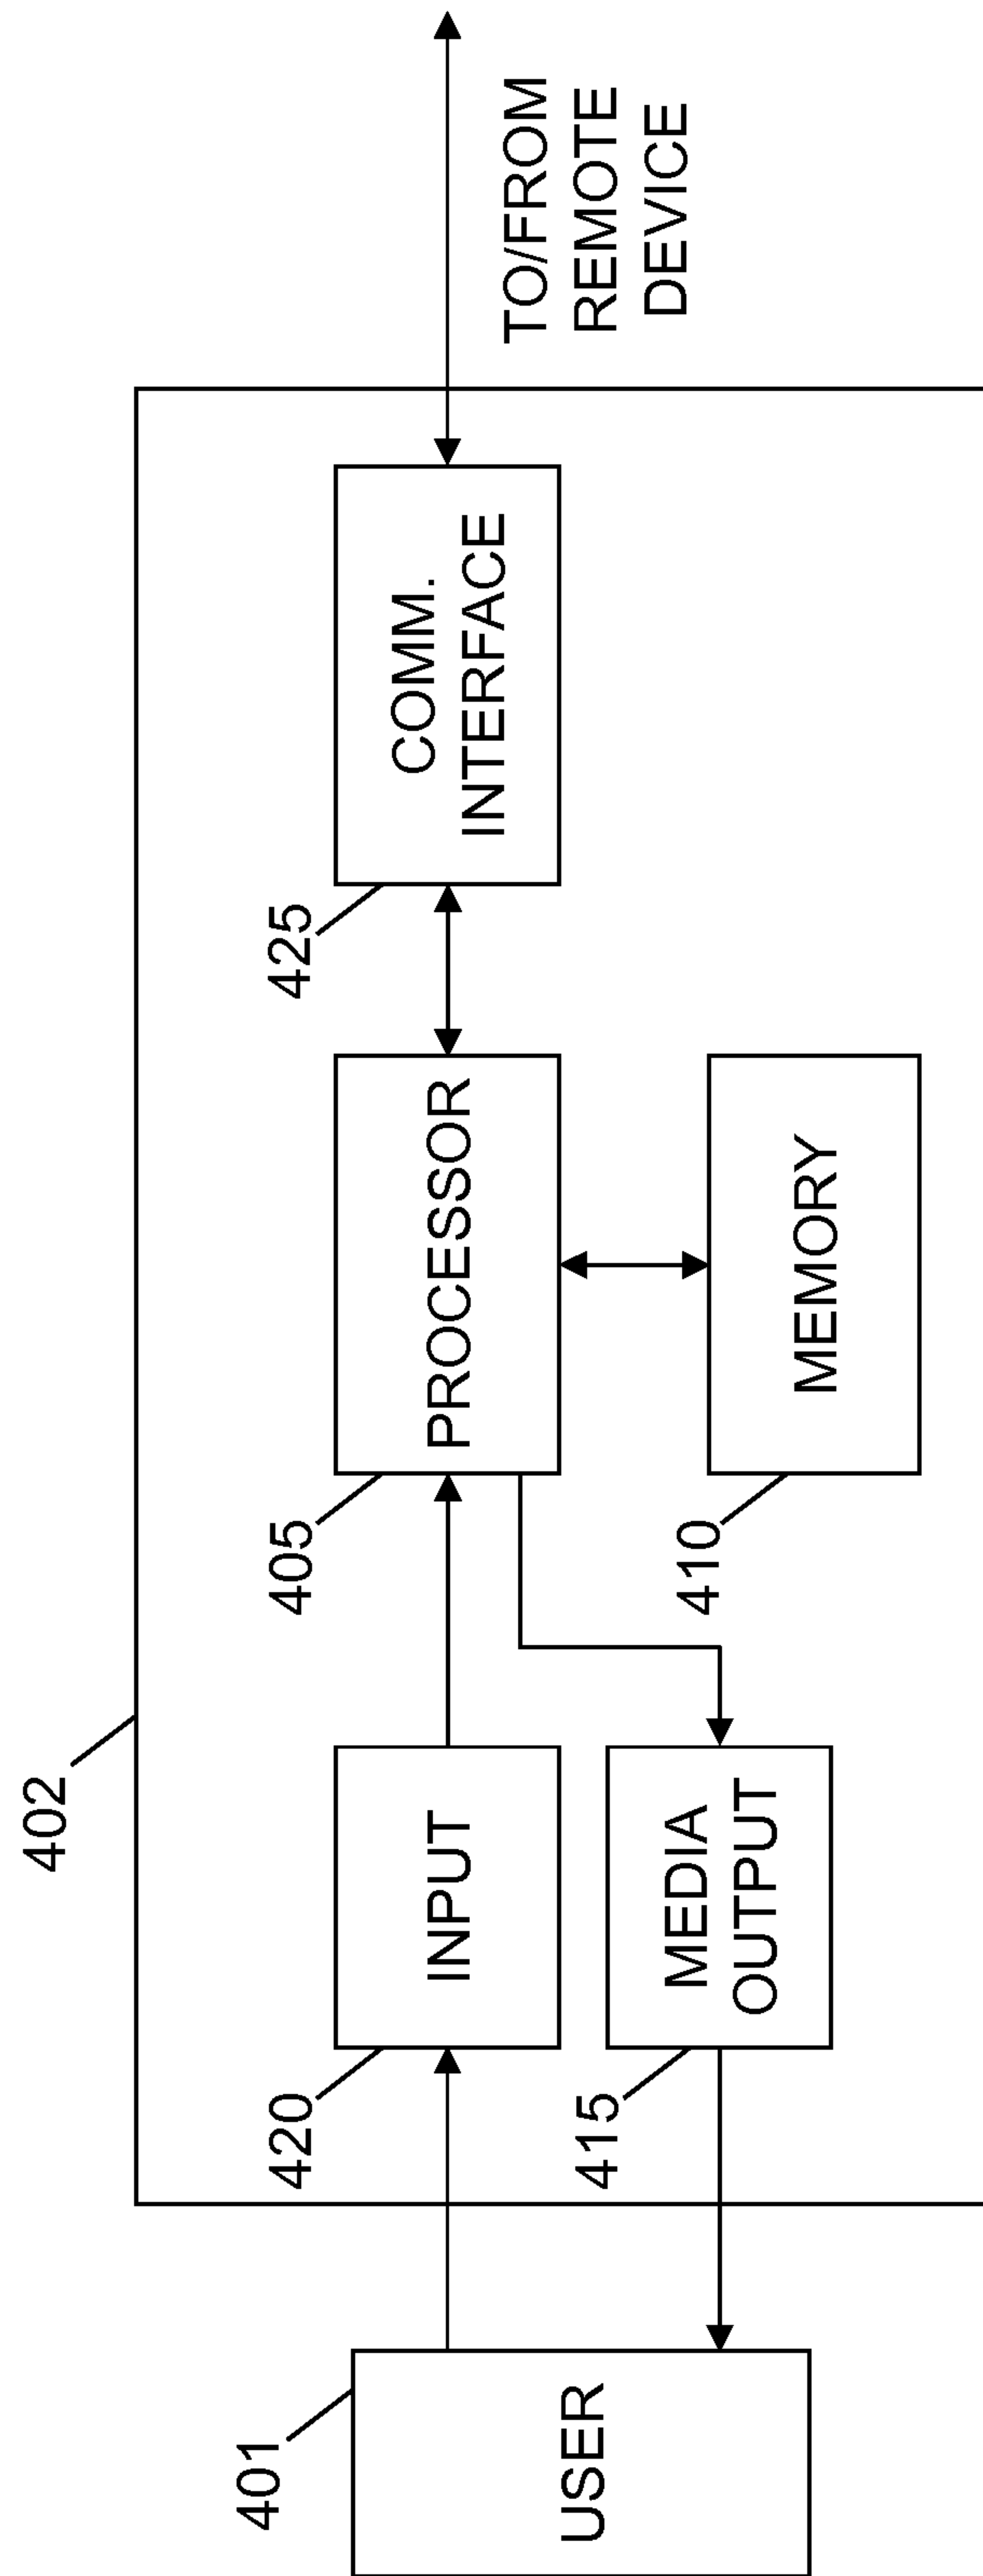 402
401
USER
420
INPUT
415
MEDIA
OUTPUT
405
PROCESSOR
410
MEMORY
425
COMM.
INTERFACE
TO/FROM
REMOTE
DEVICE